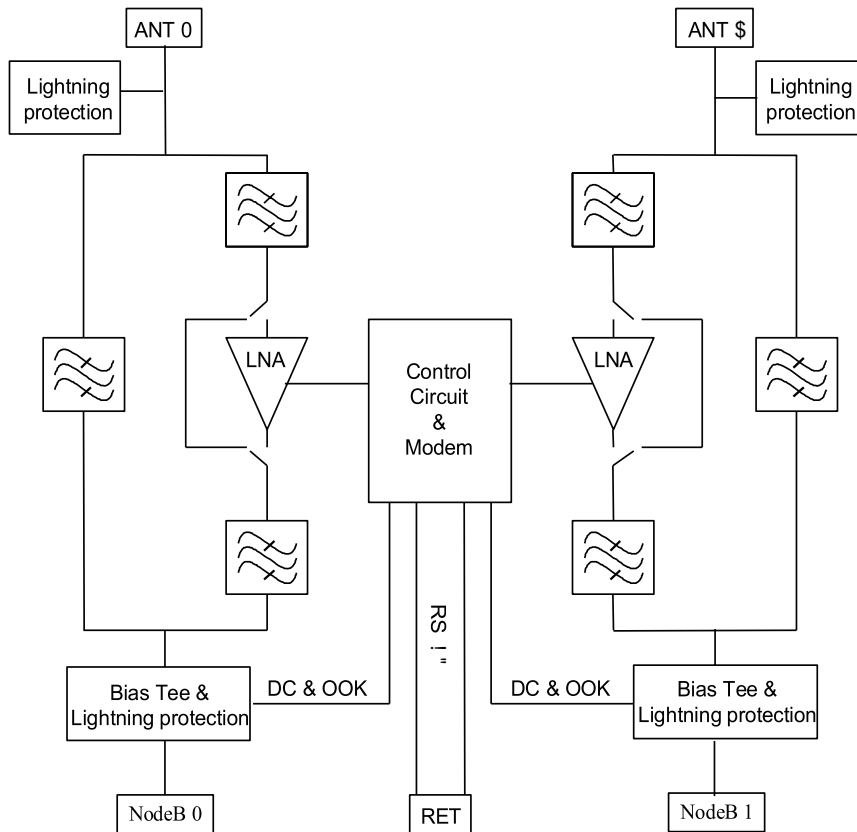 ANT 0
ANT $
Lightning
protection
Lightning
protection
LNA
Control
Circuit
&
Modem
LNA
RS !"
DC & OOK
DC & OOK
Bias Tee &
Lightning protection
Bias Tee &
Lightning protection
NodeB 0
RET
NodeB 1